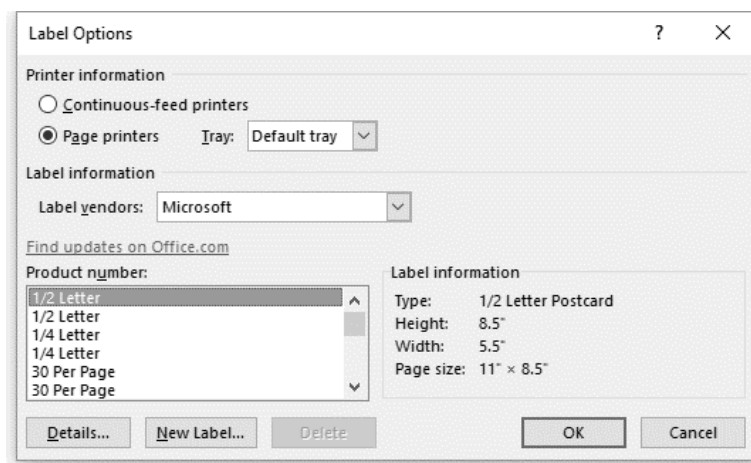 Label Options ? X
Printer information
Continuous-feed printers
Page printers Tray: Default tray
Label information
Label vendors: Microsoft
Find updates on Office.com
Product number:
1/2 Letter
1/2 Letter
1/4 Letter
1/4 Letter
30 Per Page
30 Per Page
Label information
Type: 1/2 Letter Postcard
Height: 8.5"
Width: 5.5"
Page size: 11" × 8.5"
Details... New Label... Delete OK Cancel